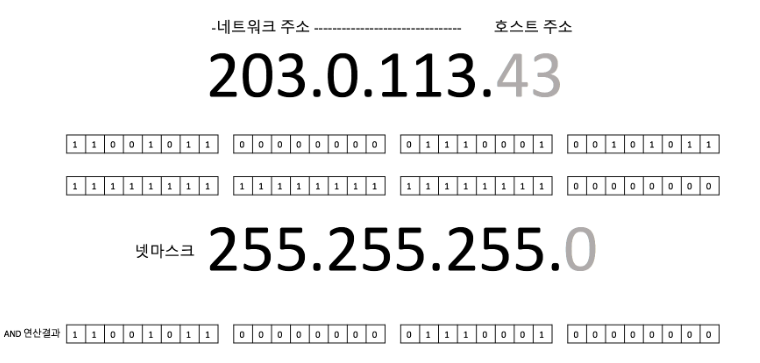 -네트워크 주소 -------------------------------- 호스트 주소
203.0.113.43
1 1 0 0 1 0 1 1 0 0 0 0 0 0 0 0 0 1 1 1 0 0 0 1 0 0 1 0 1 0 1 1
1 1 1 1 1 1 1 1 1 1 1 1 1 1 1 1 1 1 1 1 1 1 1 1 0 0 0 0 0 0 0 0
넷마스크 255.255.255.0
AND 연산결과 1 1 0 0 1 0 1 1 0 0 0 0 0 0 0 0 0 1 1 1 0 0 0 1 0 0 0 0 0 0 0 0